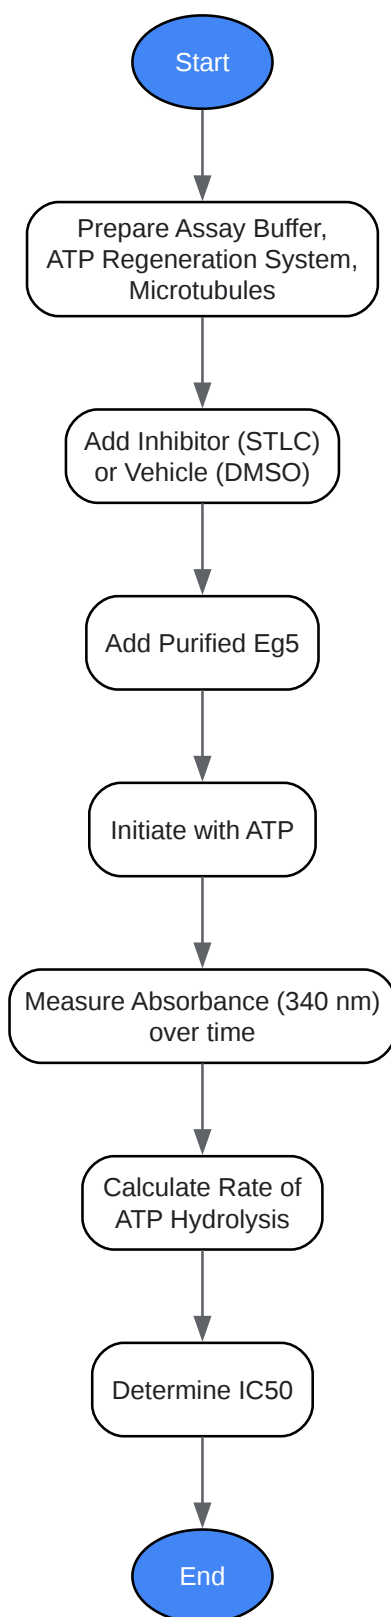 Start
Prepare Assay Buffer,
ATP Regeneration System,
Microtubules
Add Inhibitor (STLC)
or Vehicle (DMSO)
Add Purified Eg5
Initiate with ATP
Measure Absorbance (340 nm)
over time
Calculate Rate of
ATP Hydrolysis
Determine IC50
End